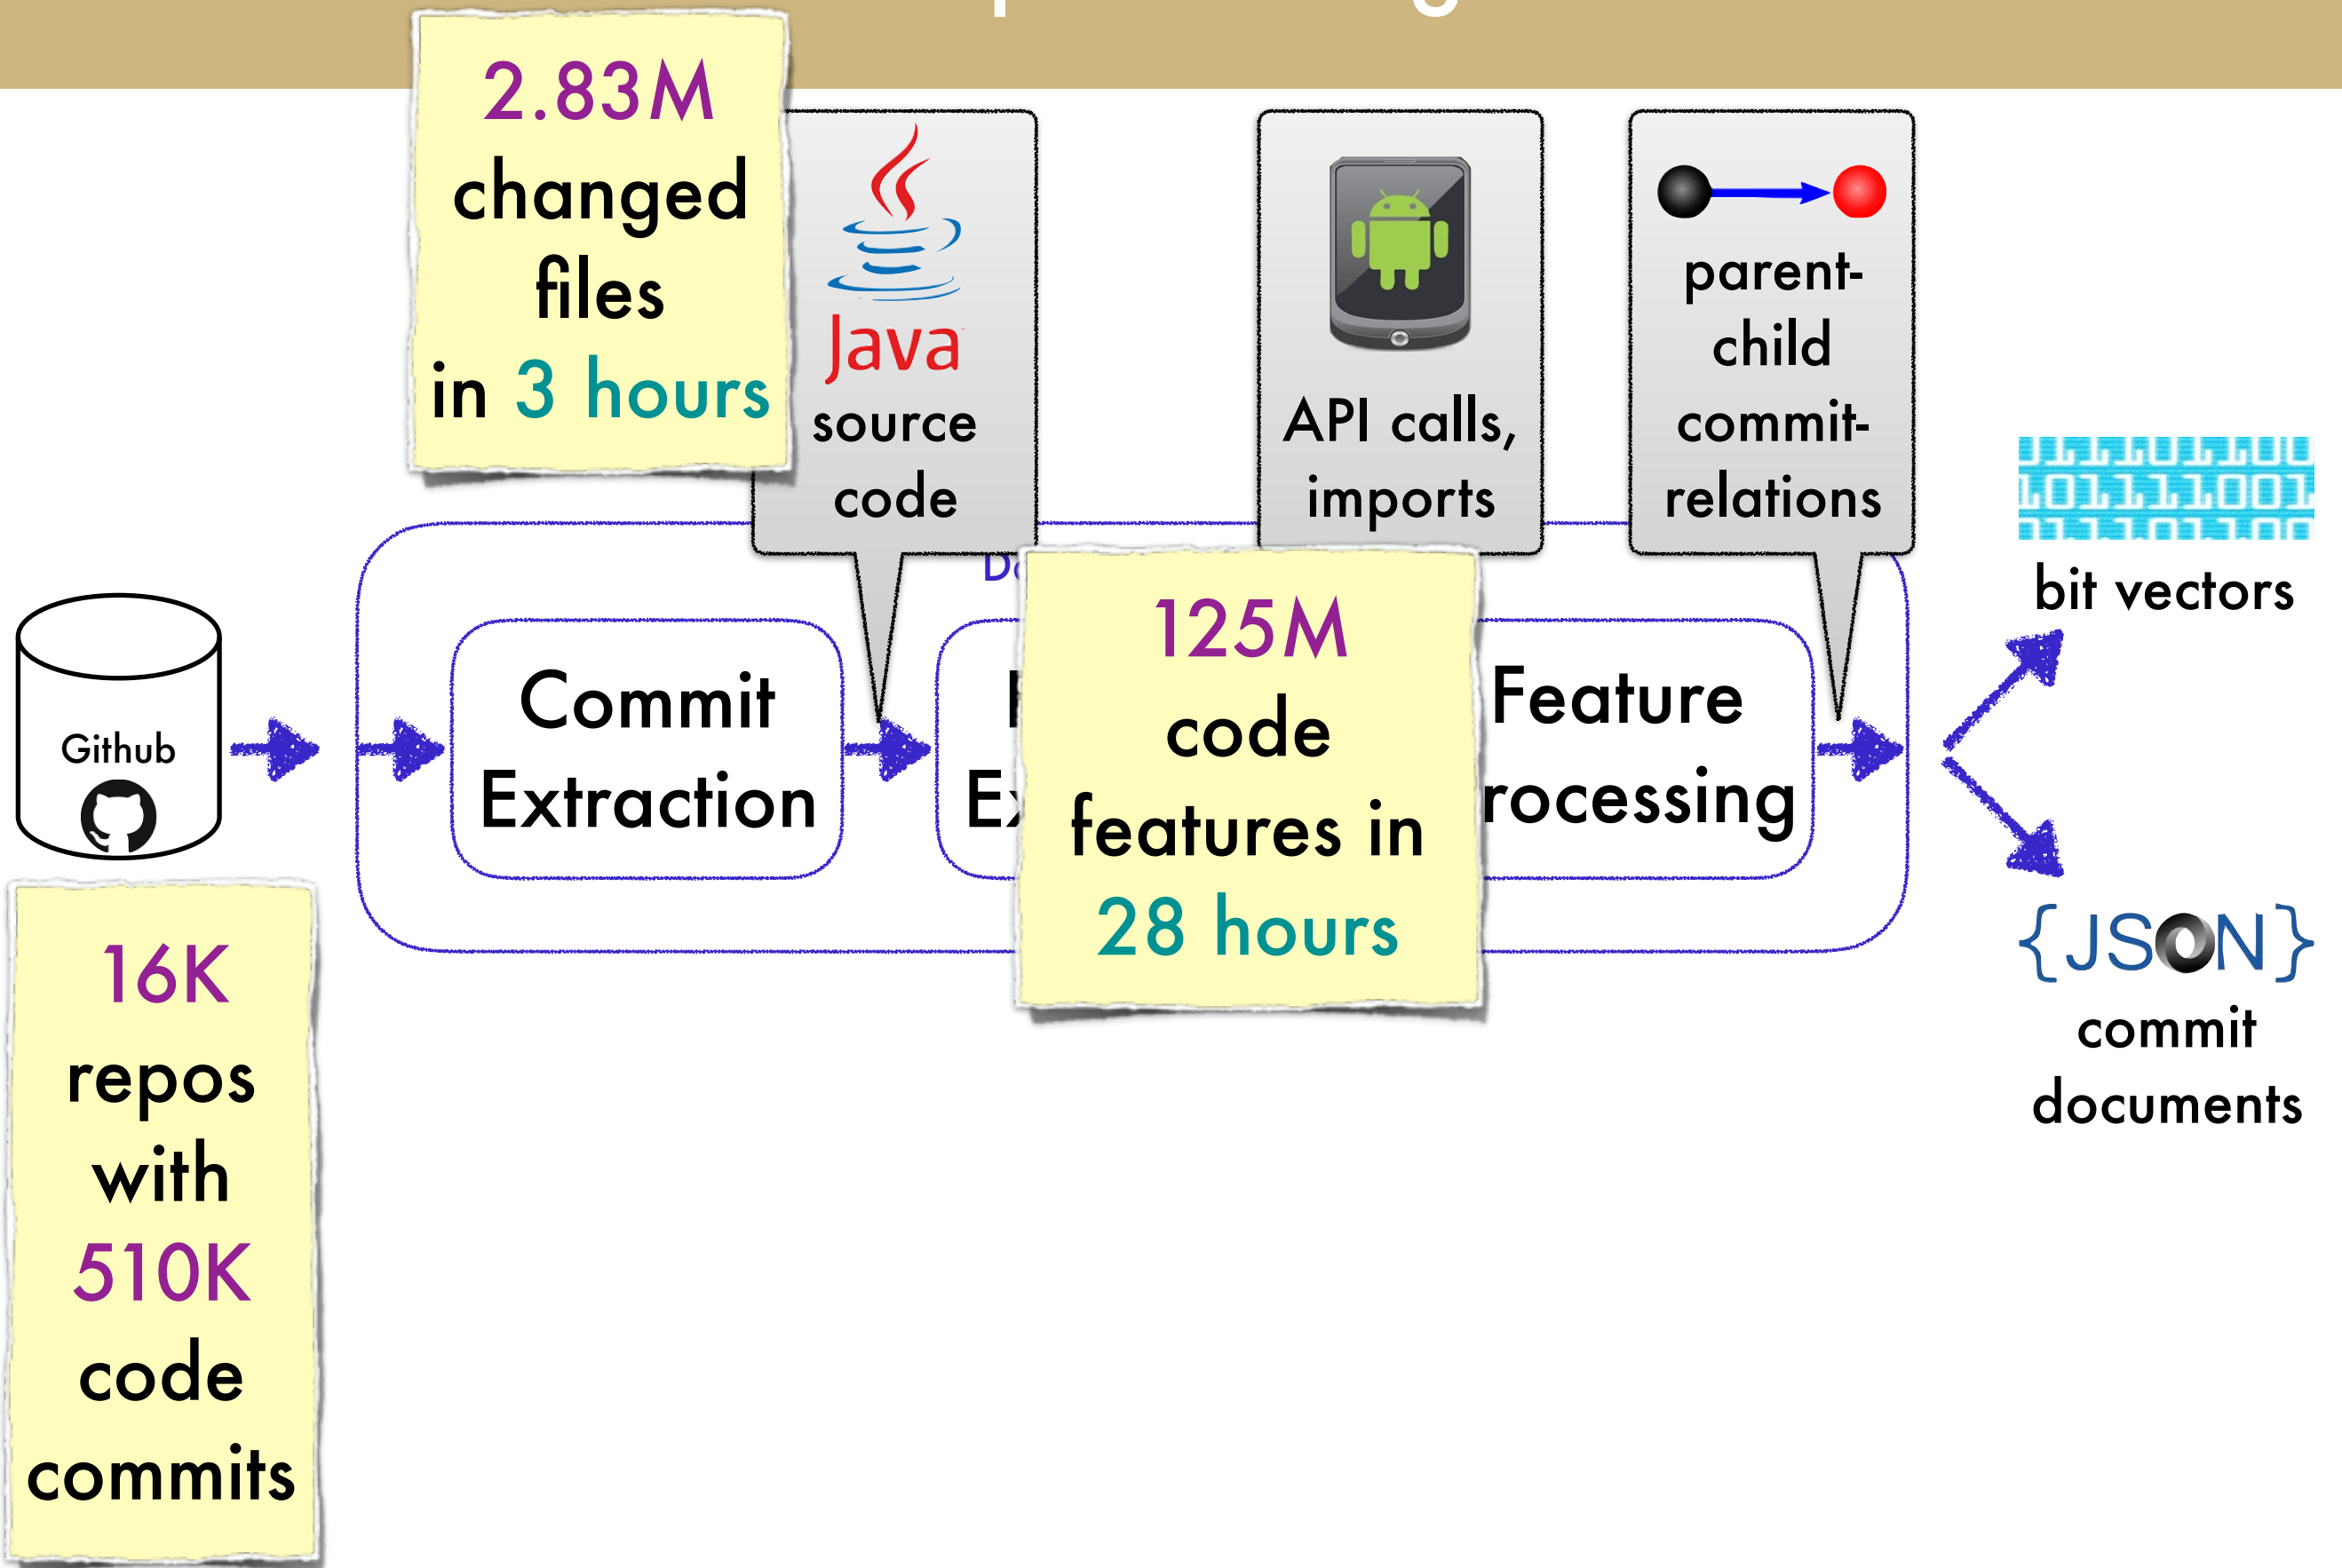 2.83M
changed
files
in 3 hours
Java
source
code
API calls,
imports
parent-
child
commit-
relations
bit vectors
Github
Commit
Extraction
125M
code
features in
28 hours
Feature
rocessing
{JSON}
commit
documents
16K
repos
with
510K
code
commits